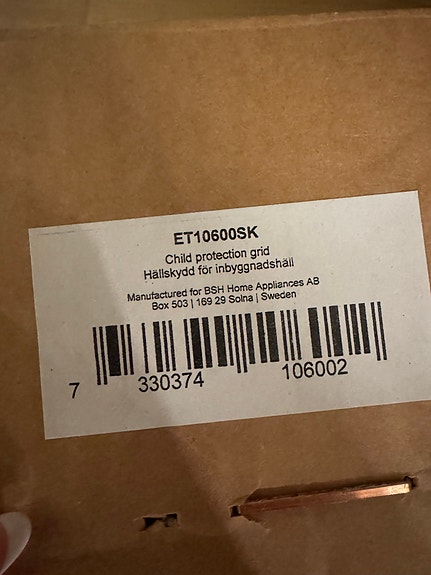 ET10600SK
Child protection grid
Hällskydd för inbyggnadshäll
Manufactured for BSH Home Appliances AB
Box 503 | 169 29 Solna | Sweden
7 330374 106002